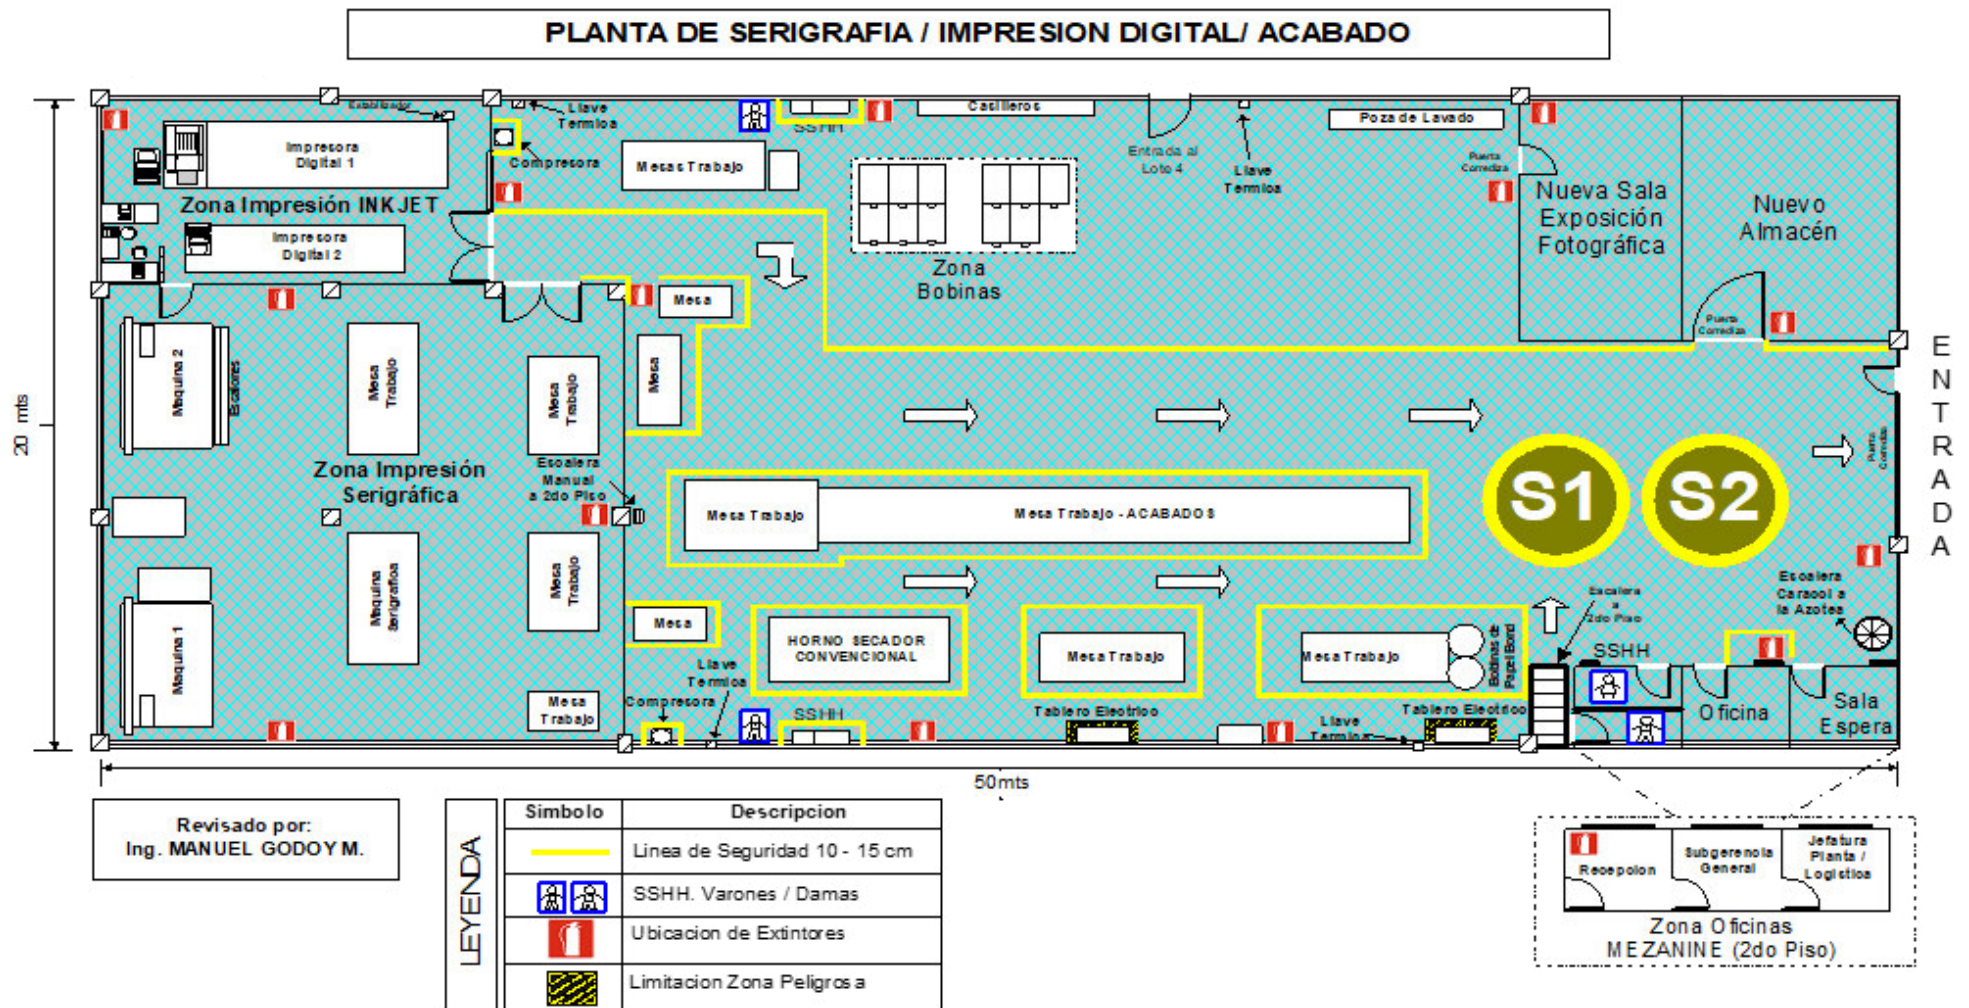 PLANTA DE SERIGRAFIA / IMPRESION DIGITAL/ ACABADO
Estabilizador
Llave
Termica
SSHH
Casilleros
Entrada al
Lote 4
Llave
Termica
Poza de Lavado
Puerta
Corrediza
Impresora
Digital 1
Compresora
Mesas Trabajo
Zona Impresión INKJET
Impresora
Digital 2
Zona
Bobinas
Nueva Sala
Exposición
Fotográfica
Nuevo
Almacén
Puerta
Corrediza
20 mts
Maquina 2
Escalores
Mesa
Trabajo
Mesa
Trabajo
Mesa
Mesa
Zona Impresión
Serigráfica
Escalera
Manual
a 2do Piso
Mesa Trabajo
Mesa Trabajo - ACABADOS
S1
S2
Puerta
Corrediza
ENTRADA
Maquina 1
Maquina
Serigrafica
Mesa
Trabajo
Mesa
Trabajo
Mesa
HORNO SECADOR
CONVENCIONAL
Mesa Trabajo
Mesa Trabajo
Bobinas de
Papel Bond
Escalera
a
2do Piso
Escalera
Caracol a
la Azotea
Llave
Termica
Compresora
SSHH
Tablero Electrico
Llave
Termica
Tablero Electrico
SSHH
Oficina
Sala
Espera
50mts
Revisado por:
Ing. MANUEL GODOY M.
LEYENDA
Simbolo Descripcion
Linea de Seguridad 10 - 15 cm
SSHH. Varones / Damas
Ubicacion de Extintores
Limitacion Zona Peligrosa
Recepcion
Subgerencia
General
Jefatura
Planta /
Logistica
Zona Oficinas
MEZANINE (2do Piso)